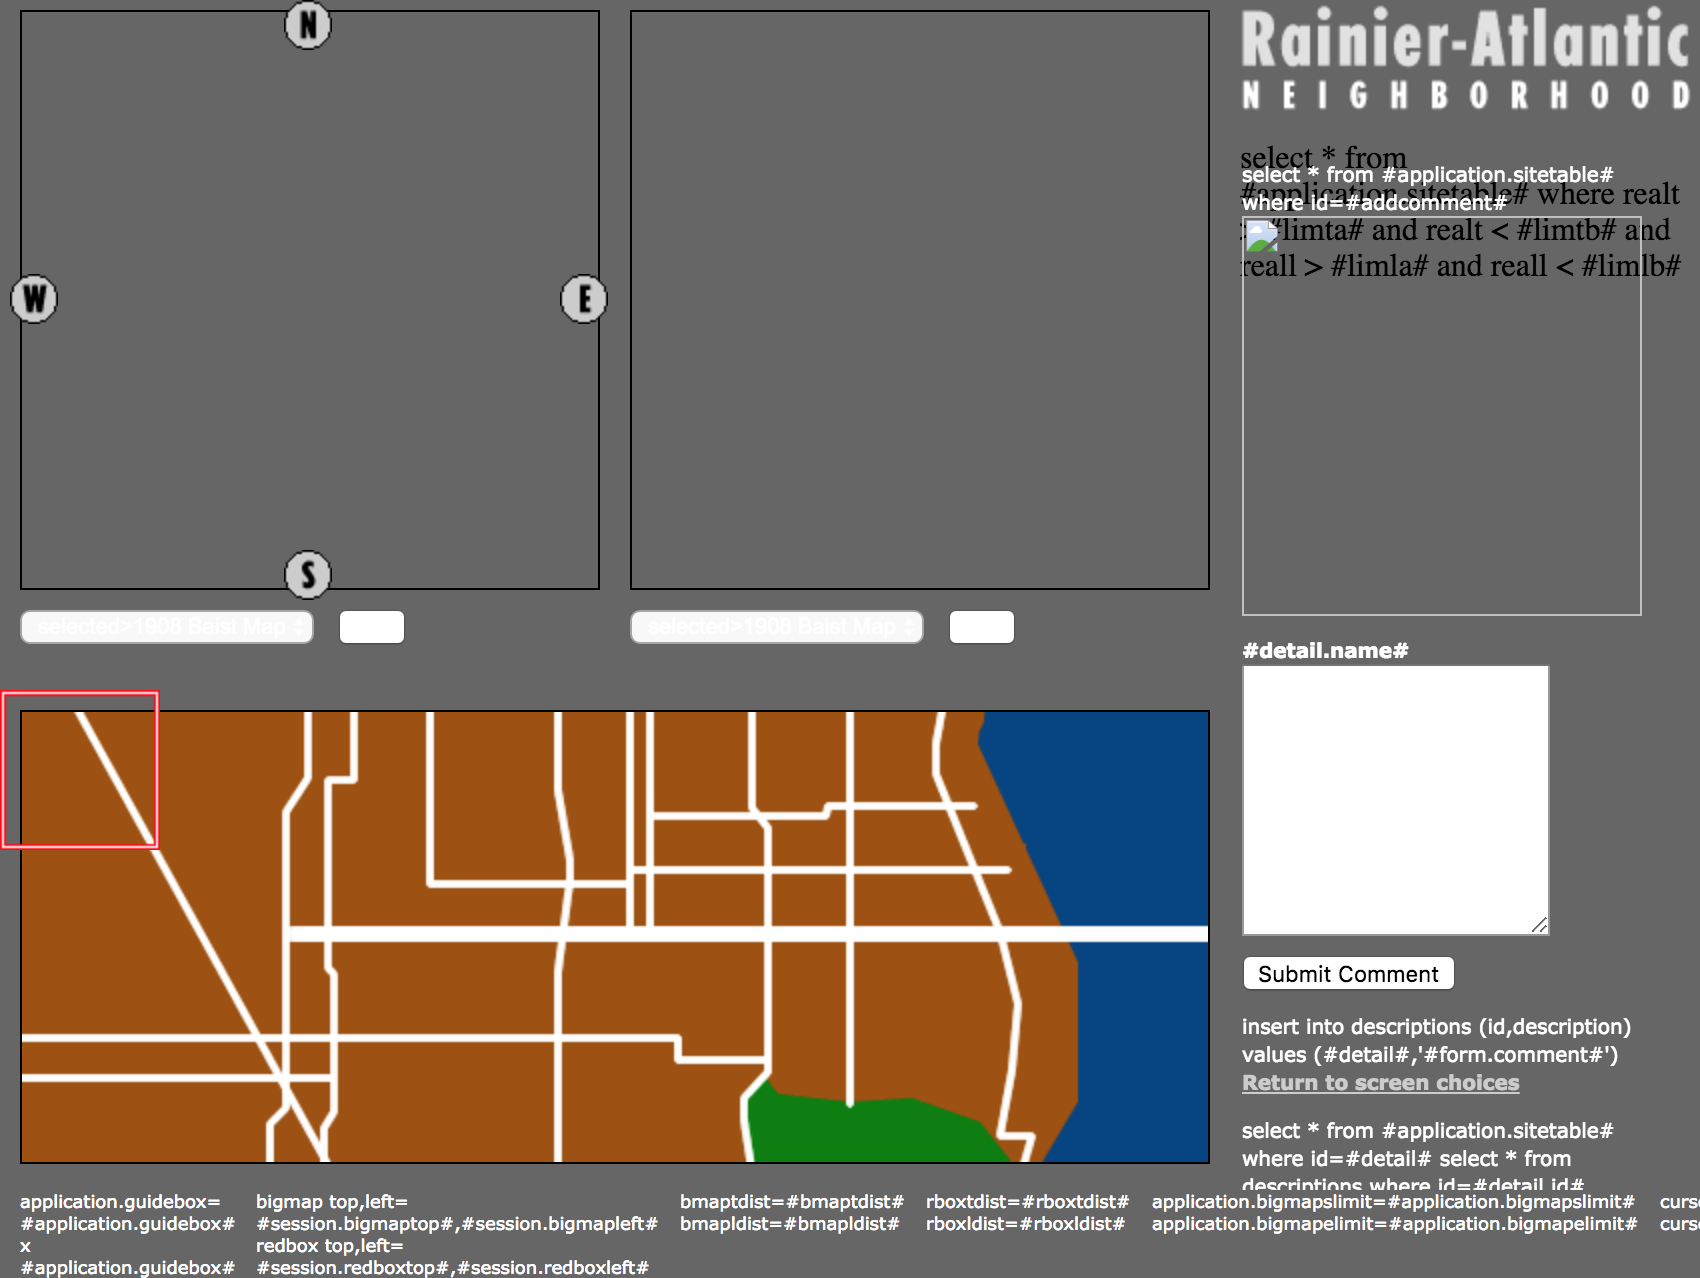 N
W
E
S
selected>1908 Baist Map
selected>1908 Baist Map
Rainier-Atlantic
NEIGHBORHOOD
select * from
#application.sitetable# where realt
> #limta# and realt < #limtb# and
reall > #limla# and reall < #limlb#
select * from #application.sitetable#
where id=#addcomment#
#detail.name#
Submit Comment
insert into descriptions (id,description)
values (#detail#,'#form.comment#')
Return to screen choices
select * from #application.sitetable#
where id=#detail# select * from
descriptions where id=#detail.id#
application.guidebox=
#application.guidebox#
x
#application.guidebox#
bigmap top,left=
#session.bigmaptop#,#session.bigmapleft#
redbox top,left=
#session.redboxtop#,#session.redboxleft#
bmaptdist=#bmaptdist#
bmapldist=#bmapldist#
rboxtdist=#rboxtdist#
rboxldist=#rboxldist#
application.bigmapslimit=#application.bigmapslimit#
application.bigmapelimit=#application.bigmapelimit#